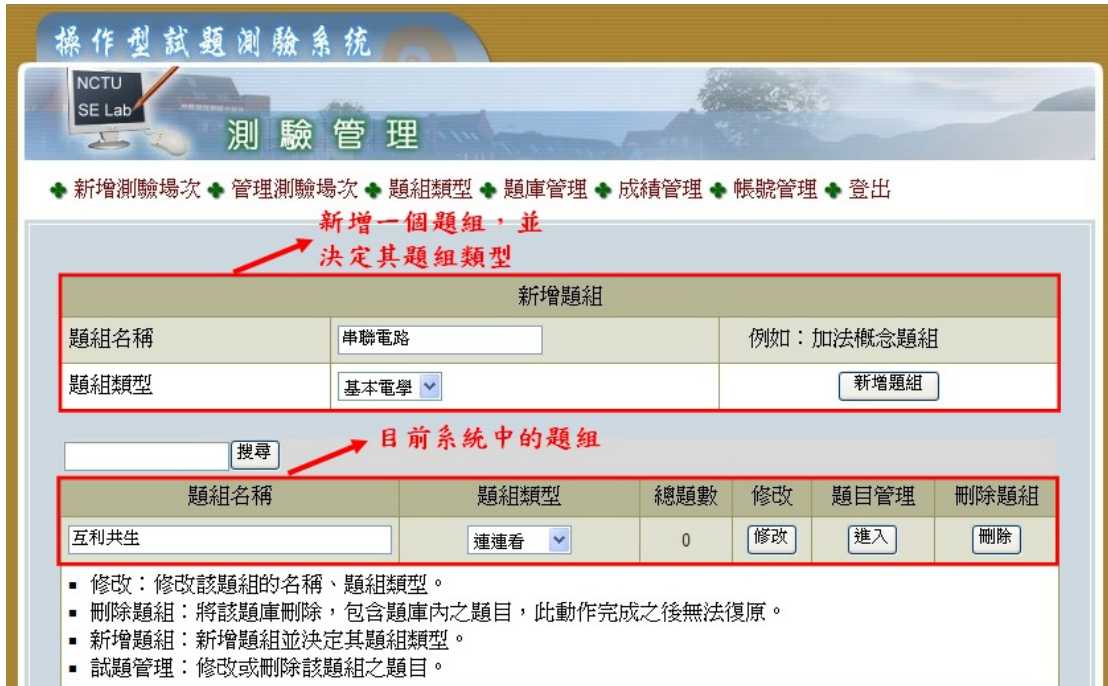 操作型試題測驗系統
NCTU
SE Lab
測驗管理
新增測驗場次 管理測驗場次 題組類型 題庫管理 成績管理 帳號管理 登出
新增一個題組，並
決定其題組類型
新增題組
題組名稱 串聯電路 例如：加法概念題組
題組類型 基本電學 新增題組
搜尋 目前系統中的題組
題組名稱 題組類型 總題數 修改 題目管理 刪除題組
互利共生 連連看 0 修改 進入 刪除
▪ 修改：修改該題組的名稱、題組類型。
▪ 刪除題組：將該題庫刪除，包含題庫內之題目，此動作完成之後無法復原。
▪ 新增題組：新增題組並決定其題組類型。
▪ 試題管理：修改或刪除該題組之題目。